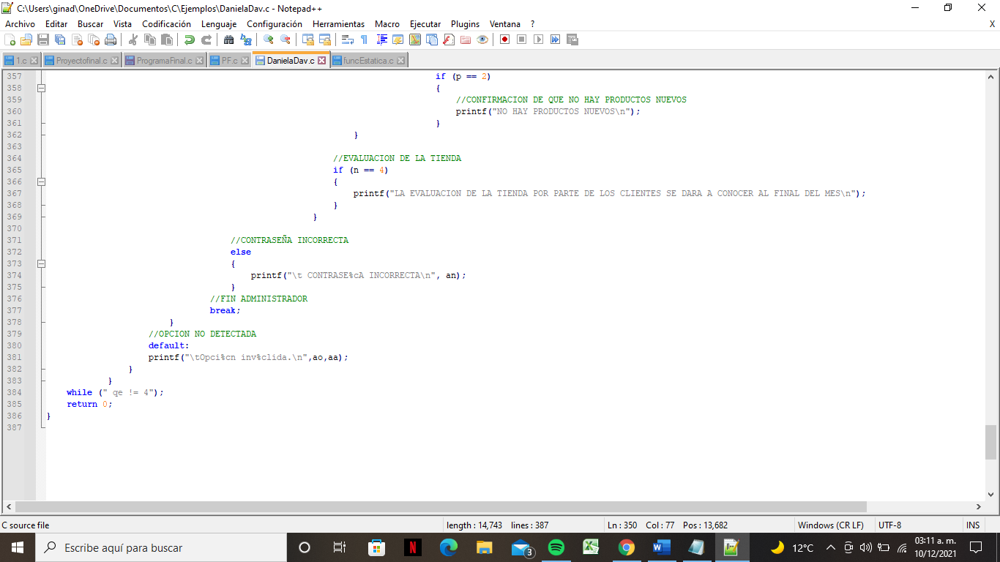 C:\Users\ginad\OneDrive\Documentos\C\Ejemplos\DanielaDav.c - Notepad++
Archivo Editar Buscar Vista Codificación Lenguaje Configuración Herramientas Macro Ejecutar Plugins Ventana ? X
1.c Proyectofinal.c ProgramaFinal.c PF.c DanielaDav.c funcEstatica.c
357 if (p == 2)
358 {
359 //CONFIRMACION DE QUE NO HAY PRODUCTOS NUEVOS
360 printf("NO HAY PRODUCTOS NUEVOS\n");
361 }
362 }
363
364 //EVALUACION DE LA TIENDA
365 if (n == 4)
366 {
367 printf("LA EVALUACION DE LA TIENDA POR PARTE DE LOS CLIENTES SE DARA A CONOCER AL FINAL DEL MES\n");
368 }
369 }
370
371 //CONTRASEÑA INCORRECTA
372 else
373 {
374 printf("\t CONTRASE%cA INCORRECTA\n", an);
375 }
376 //FIN ADMINISTRADOR
377 break;
378 }
379 //OPCION NO DETECTADA
380 default:
381 printf("\tOpci%cn inv%clida.\n",ao,aa);
382 }
383 }
384 while (" qe != 4");
385 return 0;
386 }
387
C source file length : 14,743 lines : 387 Ln : 350 Col : 77 Pos : 13,682 Windows (CR LF) UTF-8 INS
Escribe aquí para buscar 3 12°C 03:11 a. m.
10/12/2021